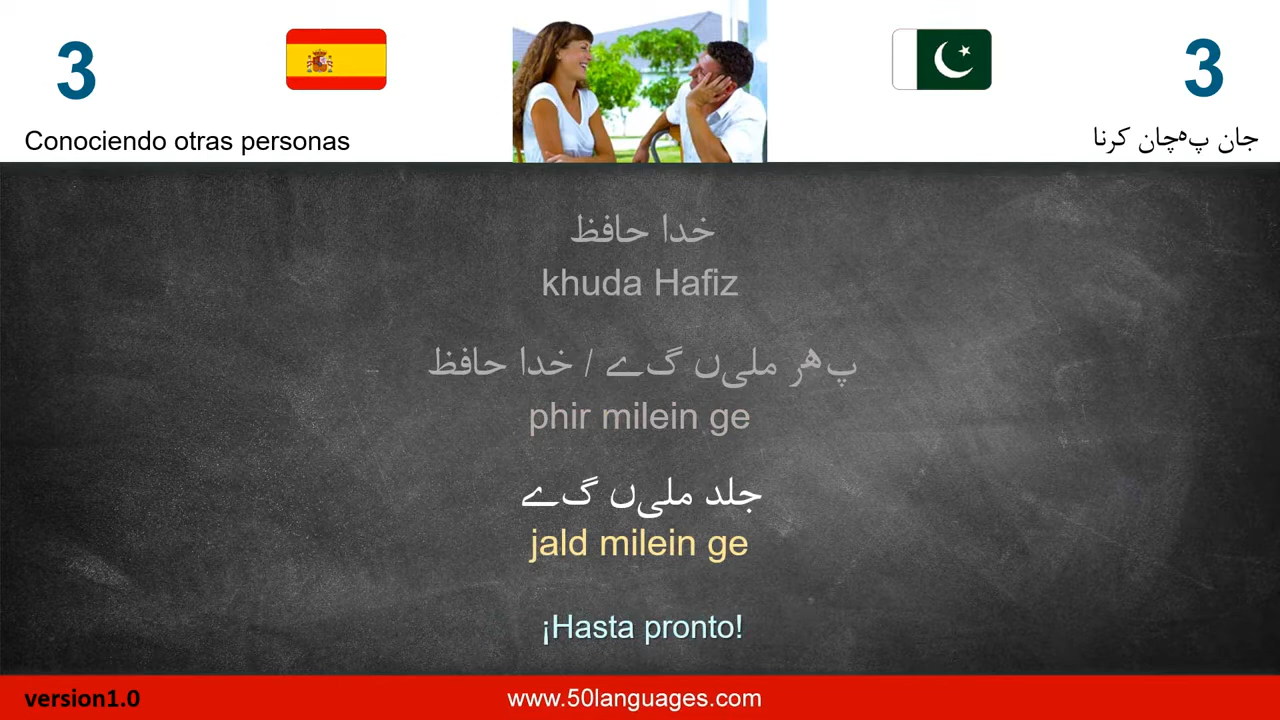 3
3
Conociendo otras personas
جان پہچان کرنا
خدا حافظ
khuda Hafiz
پھر ملیں گے / خدا حافظ
phir milein ge
جلد ملیں گے
jald milein ge
¡Hasta pronto!
version1.0
www.50languages.com